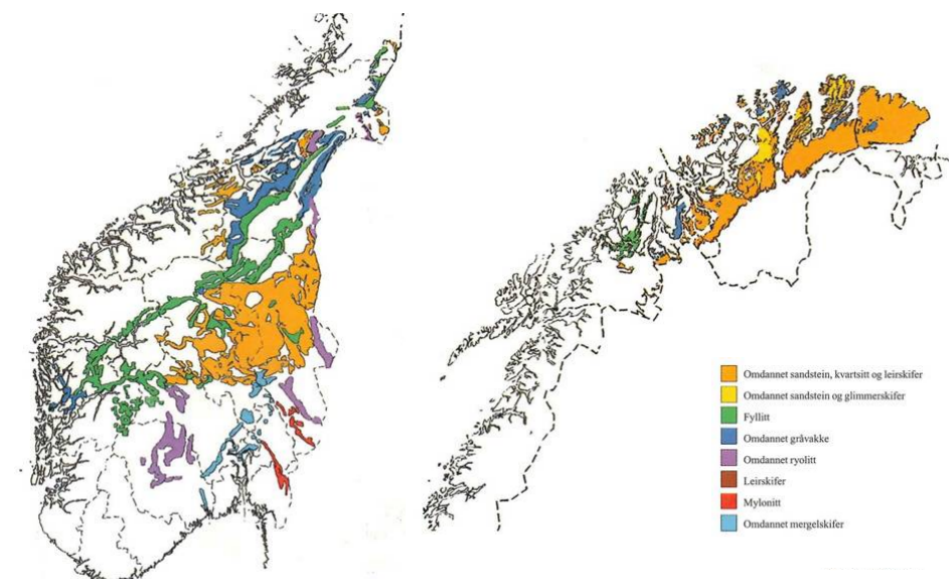 Omdannet sandstein, kvartsitt og leirskifer
Omdannet sandstein og glimmerskifer
Fyllitt
Omdannet gråvakke
Omdannet ryolitt
Leirskifer
Mylonitt
Omdannet mergelskifer